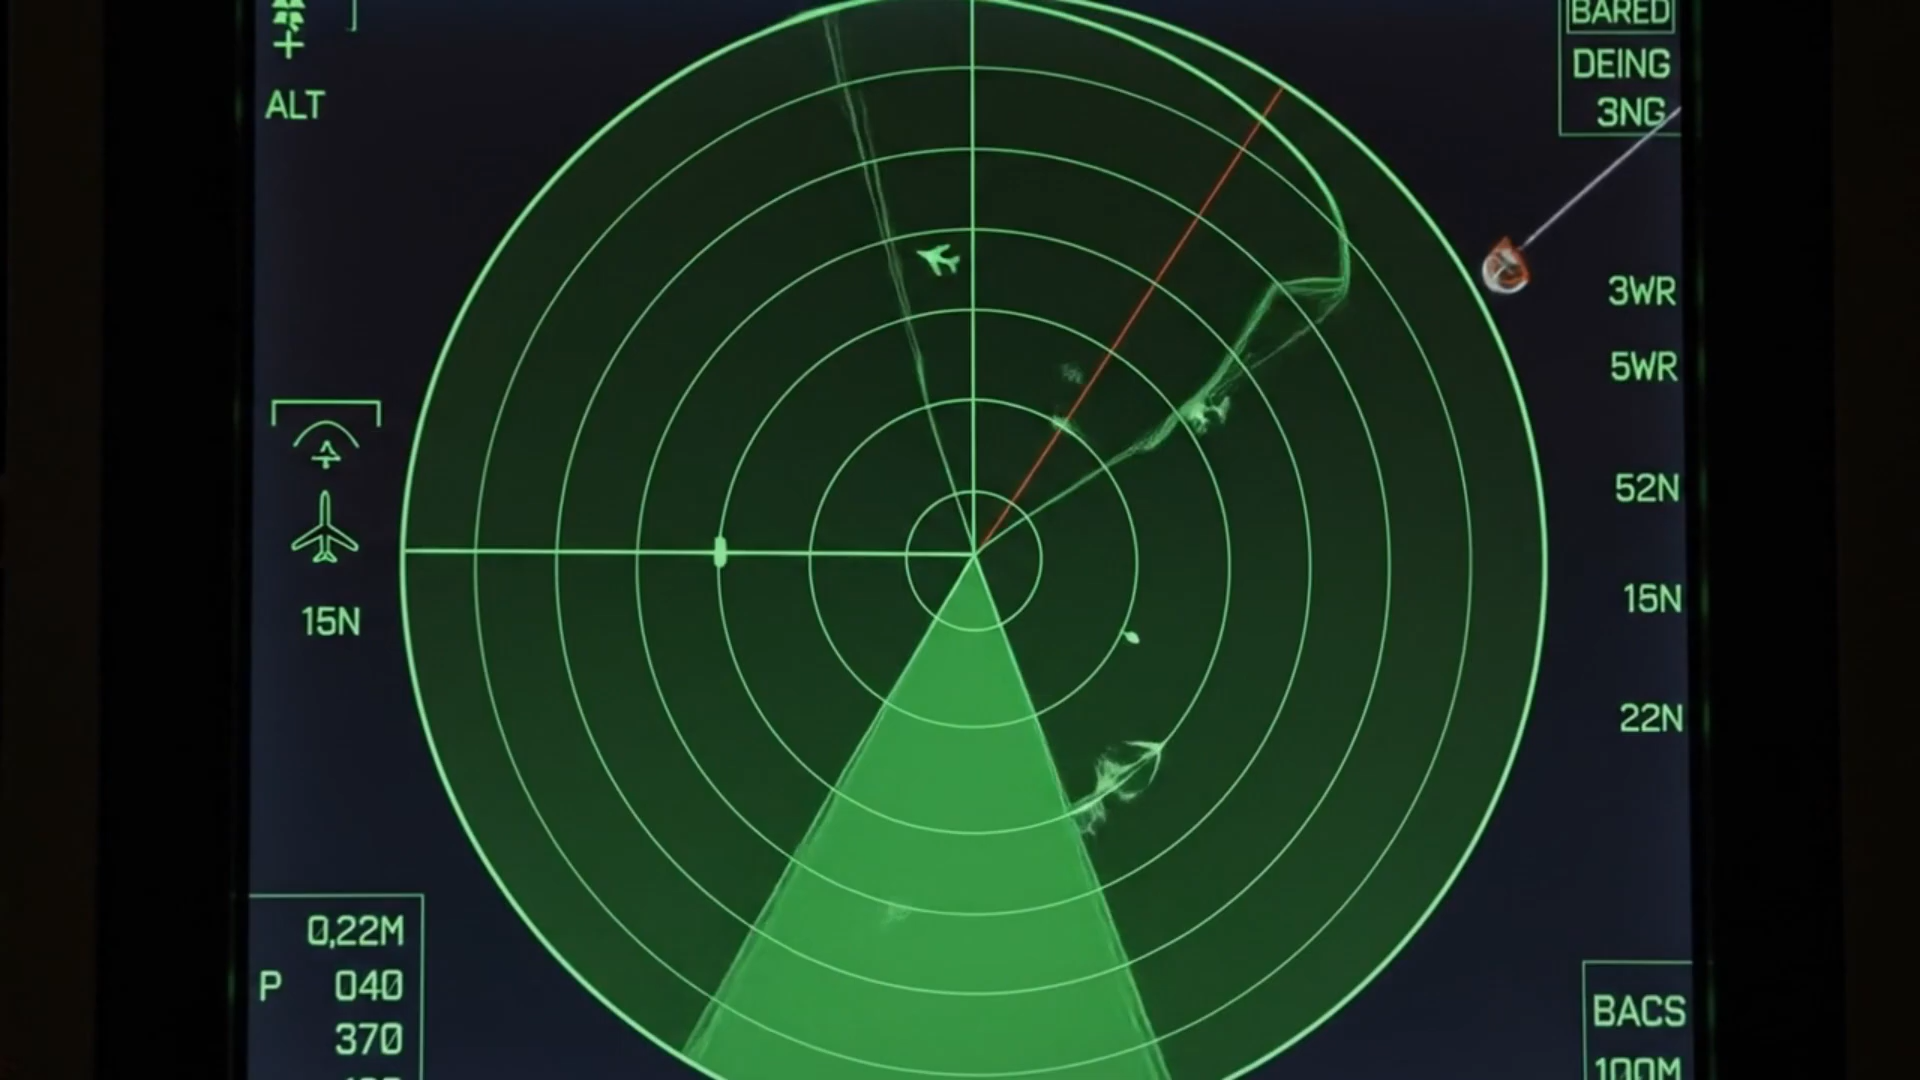 ALT
15N
0,22M
P 040
370
BARED
DEING
3NG
3WR
5WR
52N
15N
22N
BACS
100M